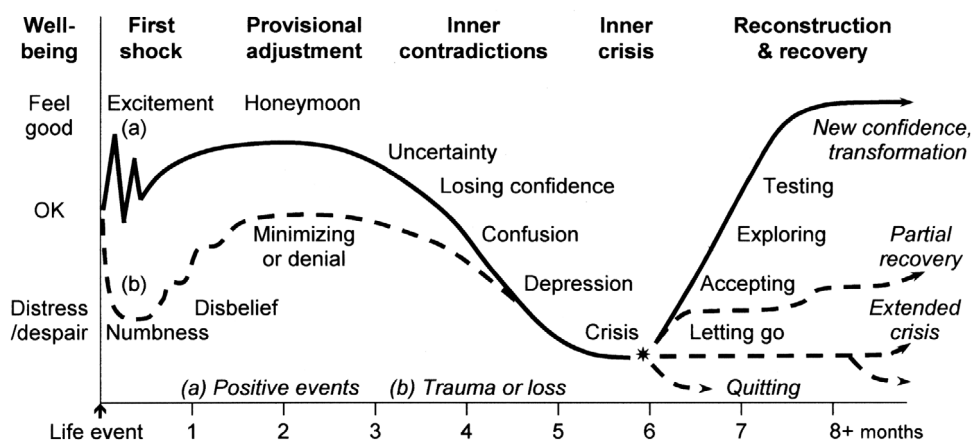 Well-
being
First
shock
Provisional
adjustment
Inner
contradictions
Inner
crisis
Reconstruction
& recovery
Feel
good
Excitement
(a)
Honeymoon
Uncertainty
Losing confidence
New confidence,
transformation
Testing
OK
Minimizing
or denial
Confusion
Exploring
Partial
recovery
(b)
Depression
Accepting
Distress
/despair
Numbness
Disbelief
Crisis
Letting go
Extended
crisis
(a) Positive events
(b) Trauma or loss
Quitting
Life event
1 2 3 4 5 6 7 8+ months